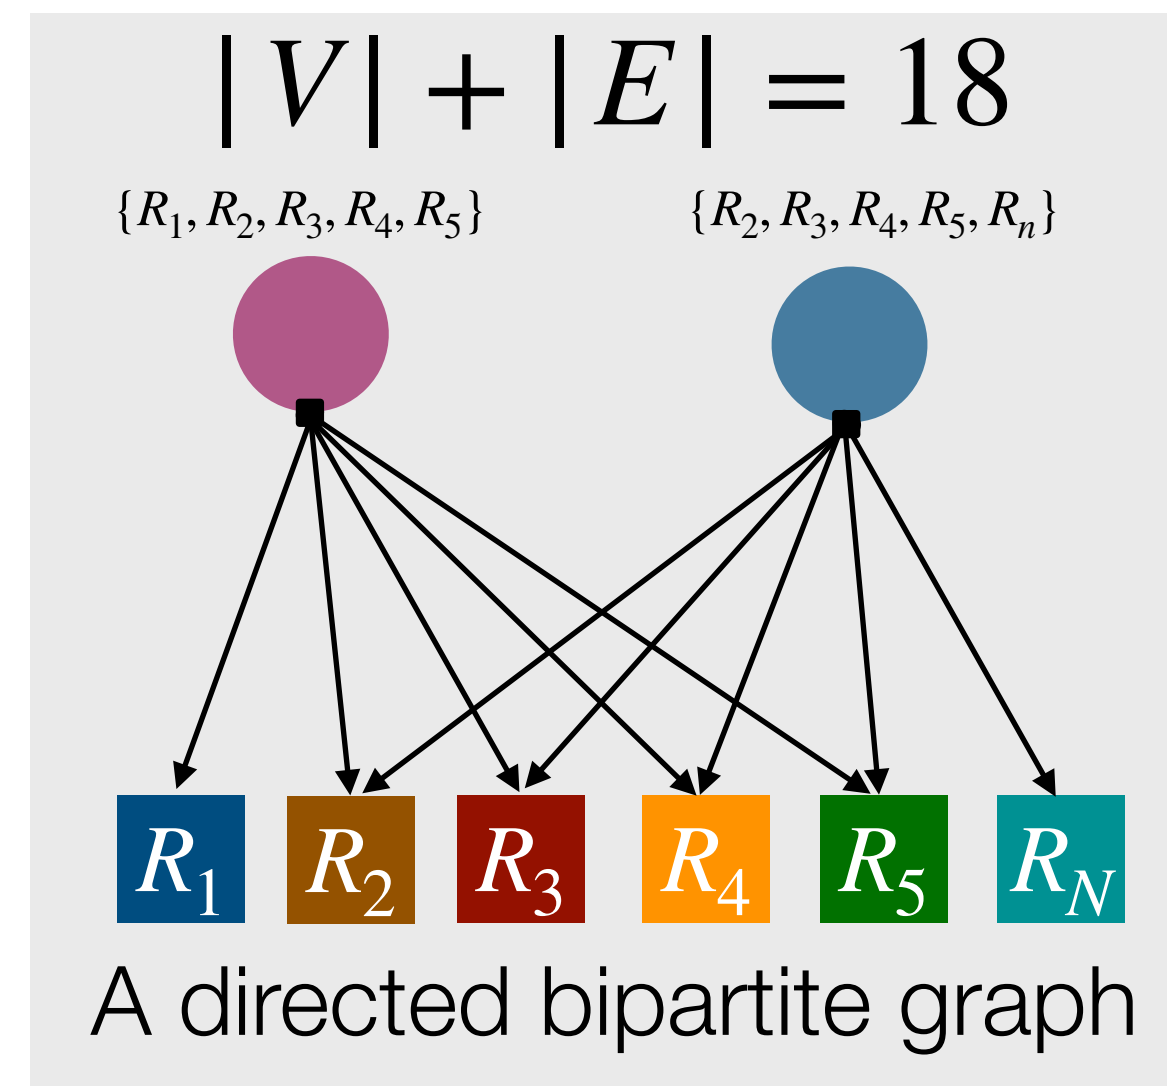 |V| + |E| = 18
{R₁, R₂, R₃, R₄, R₅} {R₂, R₃, R₄, R₅, Rₙ}
R₁ R₂ R₃ R₄ R₅ R_N
A directed bipartite graph